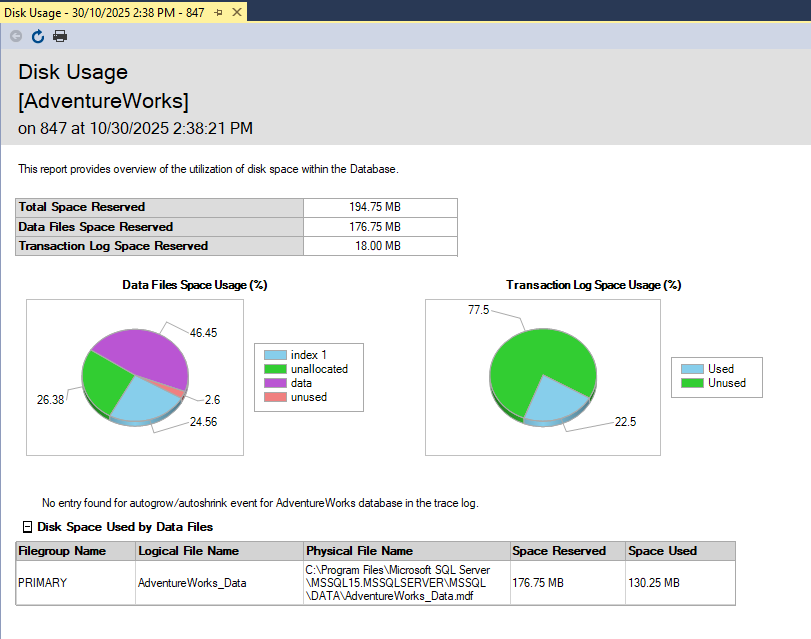 Disk Usage - 30/10/2025 2:38 PM - 847
Disk Usage
[AdventureWorks]
on 847 at 10/30/2025 2:38:21 PM
This report provides overview of the utilization of disk space within the Database.
Total Space Reserved 194.75 MB
Data Files Space Reserved 176.75 MB
Transaction Log Space Reserved 18.00 MB
Data Files Space Usage (%)
46.45
26.38
2.6
24.56
index 1
unallocated
data
unused
Transaction Log Space Usage (%)
77.5
22.5
Used
Unused
No entry found for autogrow/autoshrink event for AdventureWorks database in the trace log.
Disk Space Used by Data Files
Filegroup Name Logical File Name Physical File Name Space Reserved Space Used
PRIMARY AdventureWorks_Data C:\Program Files\Microsoft SQL Server
\MSSQL15.MSSQLSERVER\MSSQL
\DATA\AdventureWorks_Data.mdf 176.75 MB 130.25 MB